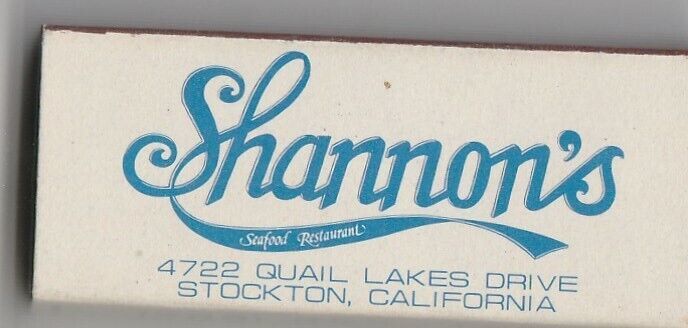 Shannon's
Seafood Restaurant
4722 QUAIL LAKES DRIVE
STOCKTON, CALIFORNIA